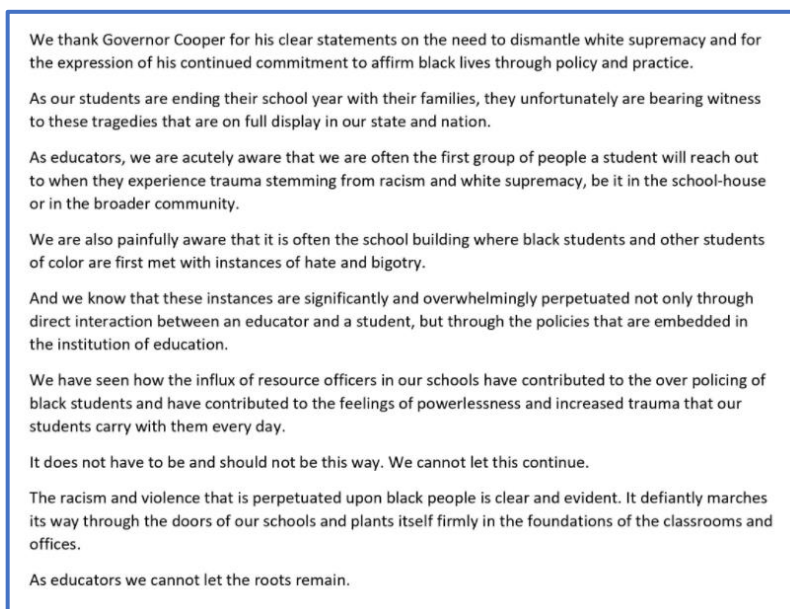 We thank Governor Cooper for his clear statements on the need to dismantle white supremacy and for
the expression of his continued commitment to affirm black lives through policy and practice.
As our students are ending their school year with their families, they unfortunately are bearing witness
to these tragedies that are on full display in our state and nation.
As educators, we are acutely aware that we are often the first group of people a student will reach out
to when they experience trauma stemming from racism and white supremacy, be it in the school-house
or in the broader community.
We are also painfully aware that it is often the school building where black students and other students
of color are first met with instances of hate and bigotry.
And we know that these instances are significantly and overwhelmingly perpetuated not only through
direct interaction between an educator and a student, but through the policies that are embedded in
the institution of education.
We have seen how the influx of resource officers in our schools have contributed to the over policing of
black students and have contributed to the feelings of powerlessness and increased trauma that our
students carry with them every day.
It does not have to be and should not be this way. We cannot let this continue.
The racism and violence that is perpetuated upon black people is clear and evident. It defiantly marches
its way through the doors of our schools and plants itself firmly in the foundations of the classrooms and
offices.
As educators we cannot let the roots remain.